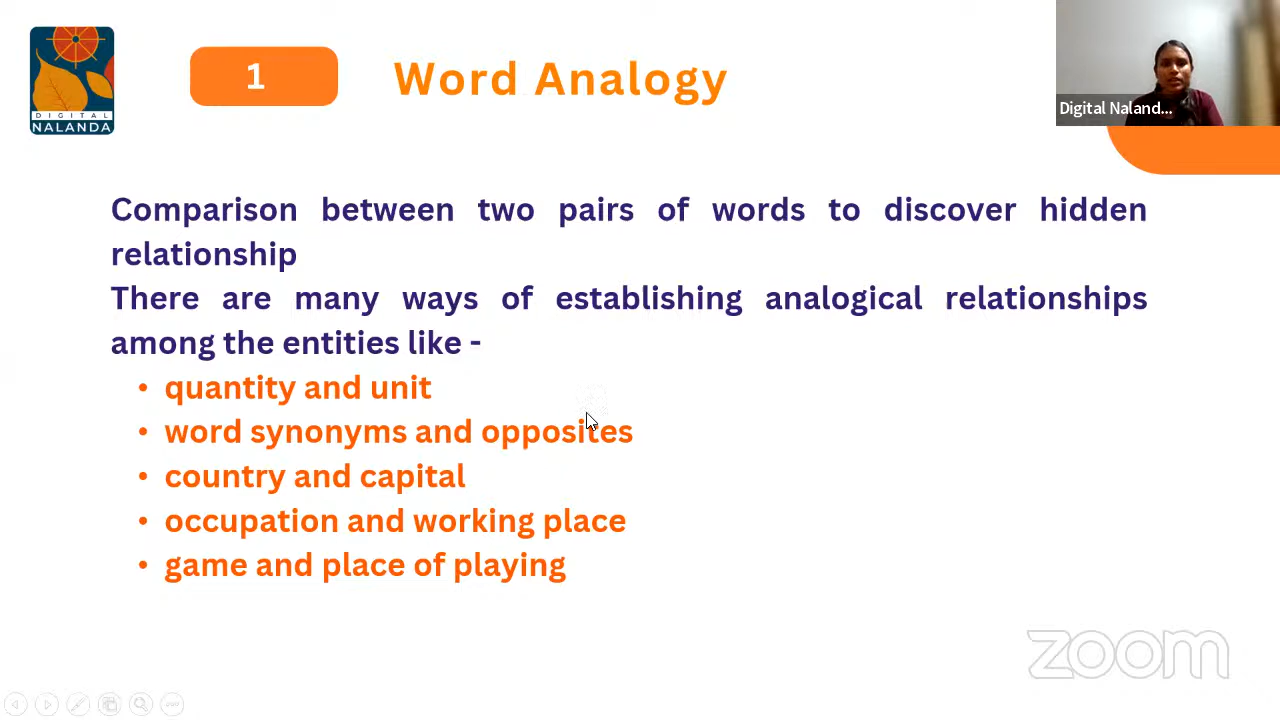 DIGITAL
NALANDA
1
Word Analogy
Digital Naland...
Comparison between two pairs of words to discover hidden
relationship
There are many ways of establishing analogical relationships
among the entities like -
• quantity and unit
• word synonyms and opposites
• country and capital
• occupation and working place
• game and place of playing
zoom